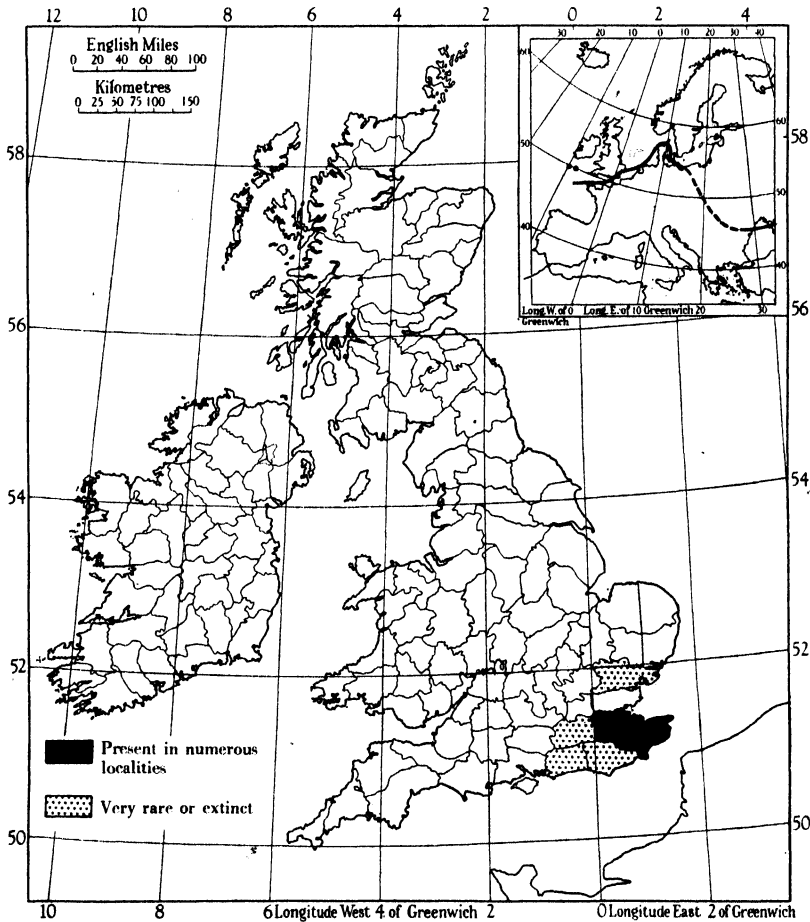 12 10 8 6 4 2 0 2 4
English Miles
0 20 40 60 80 100
Kilometres
0 25 50 75 100 150
30 20 10 0 10 20 30 40
60
60
50
50
40
40
Long. W. of 0 Long. E. of 10 Greenwich 20 30
Greenwich
58
58
56
56
54
54
52
52
50
50
Present in numerous
localities
Very rare or extinct
10 8 6 Longitude West 4 of Greenwich 2 0 Longitude East 2 of Greenwich